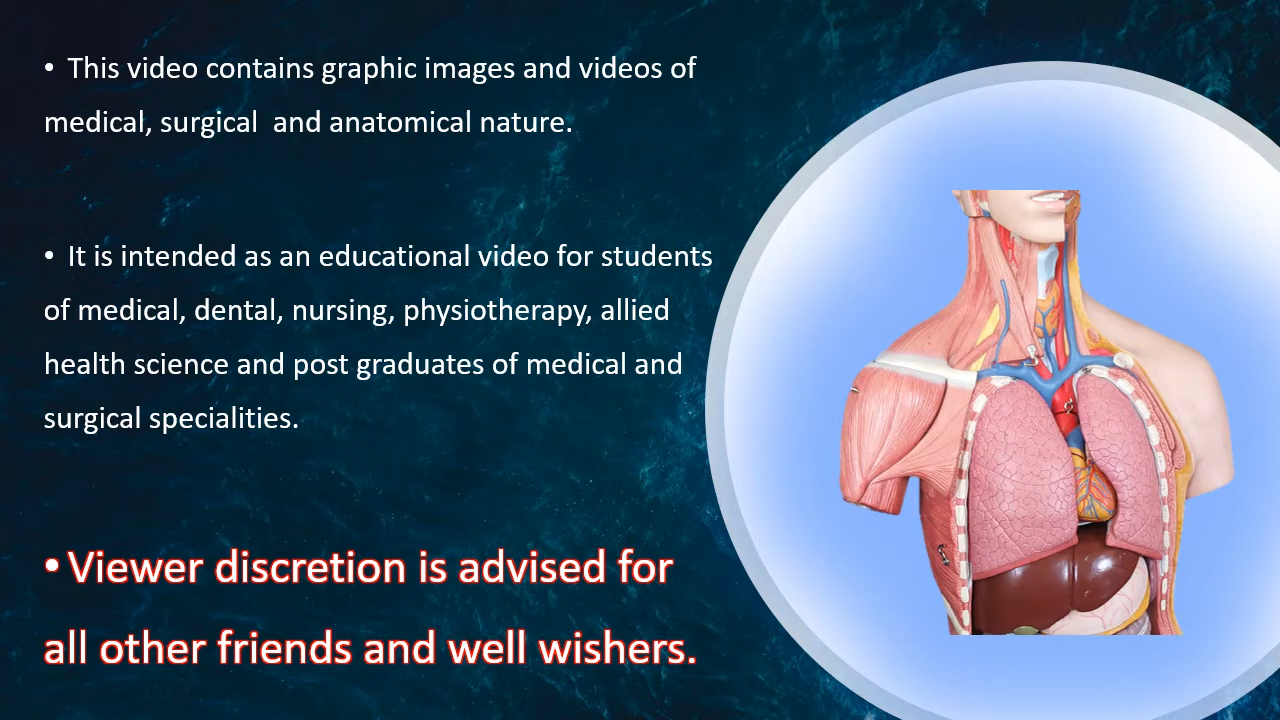 • This video contains graphic images and videos of
medical, surgical  and anatomical nature.
• It is intended as an educational video for students
of medical, dental, nursing, physiotherapy, allied
health science and post graduates of medical and
surgical specialities.
• Viewer discretion is advised for
all other friends and well wishers.